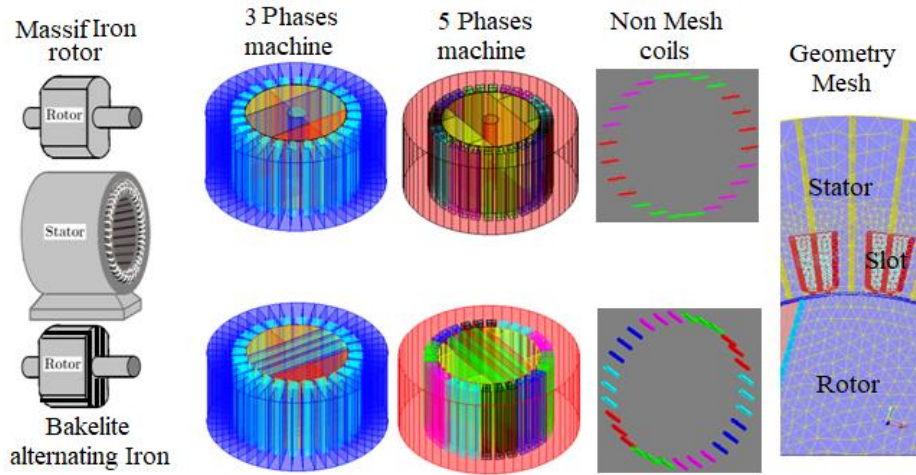 Massif Iron
rotor
Rotor
Stator
Rotor
Bakelite
alternating Iron
3 Phases
machine
5 Phases
machine
Non Mesh
coils
Geometry
Mesh
Stator
Slot
Rotor